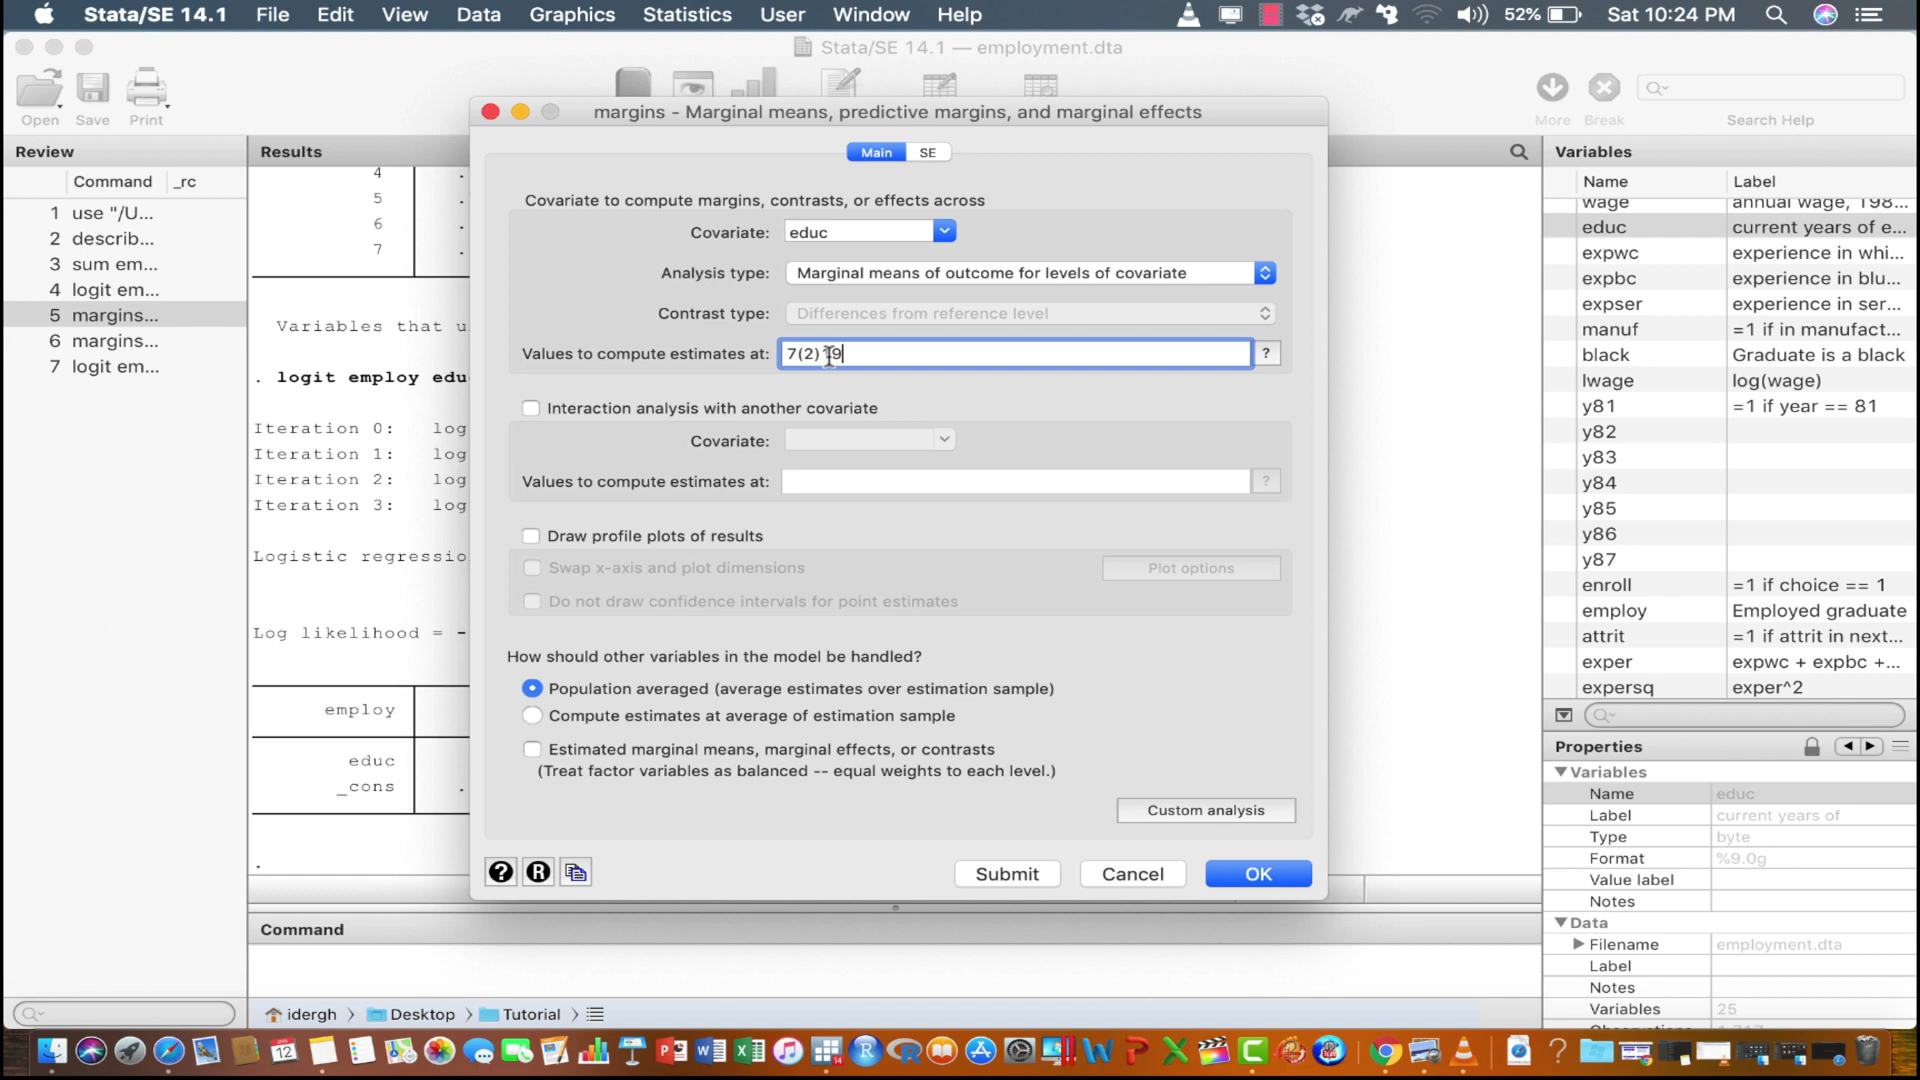 Stata/SE 14.1 File Edit View Data Graphics Statistics User Window Help 52% Sat 10:24 PM
Stata/SE 14.1 — employment.dta
Open Save Print More Break Search Help
margins - Marginal means, predictive margins, and marginal effects
Main SE
Review
Command _rc
1 use "/U...
2 describ...
3 sum em...
4 logit em...
5 margins...
6 margins...
7 logit em...
Results
4
5
6
7
Variables that u
. logit employ edu
Iteration 0: log
Iteration 1: log
Iteration 2: log
Iteration 3: log
Logistic regressio
Log likelihood = -
employ
educ
_cons
.
Covariate to compute margins, contrasts, or effects across
Covariate: educ
Analysis type: Marginal means of outcome for levels of covariate
Contrast type: Differences from reference level
Values to compute estimates at: 7(2)19 ?
Interaction analysis with another covariate
Covariate:
Values to compute estimates at: ?
Draw profile plots of results
Swap x-axis and plot dimensions Plot options
Do not draw confidence intervals for point estimates
How should other variables in the model be handled?
Population averaged (average estimates over estimation sample)
Compute estimates at average of estimation sample
Estimated marginal means, marginal effects, or contrasts
(Treat factor variables as balanced -- equal weights to each level.)
Custom analysis
? R Submit Cancel OK
Command
idergh Desktop Tutorial
Variables
Name Label
wage annual wage, 198...
educ current years of e...
expwc experience in whi...
expbc experience in blu...
expser experience in ser...
manuf =1 if in manufact...
black Graduate is a black
lwage log(wage)
y81 =1 if year == 81
y82
y83
y84
y85
y86
y87
enroll =1 if choice == 1
employ Employed graduate
attrit =1 if attrit in next...
exper expwc + expbc +...
expersq exper^2
Properties
Variables
Name educ
Label current years of
Type byte
Format %9.0g
Value label
Notes
Data
Filename employment.dta
Label
Notes
Variables 25